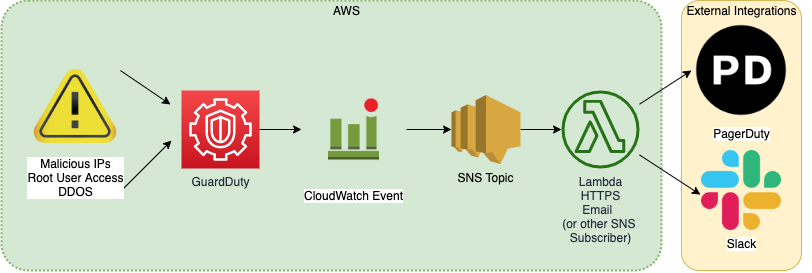 AWS
External Integrations
PD
Malicious IPs
Root User Access
DDOS
GuardDuty
CloudWatch Event
SNS Topic
Lambda
HTTPS
Email
(or other SNS
Subscriber)
PagerDuty
Slack